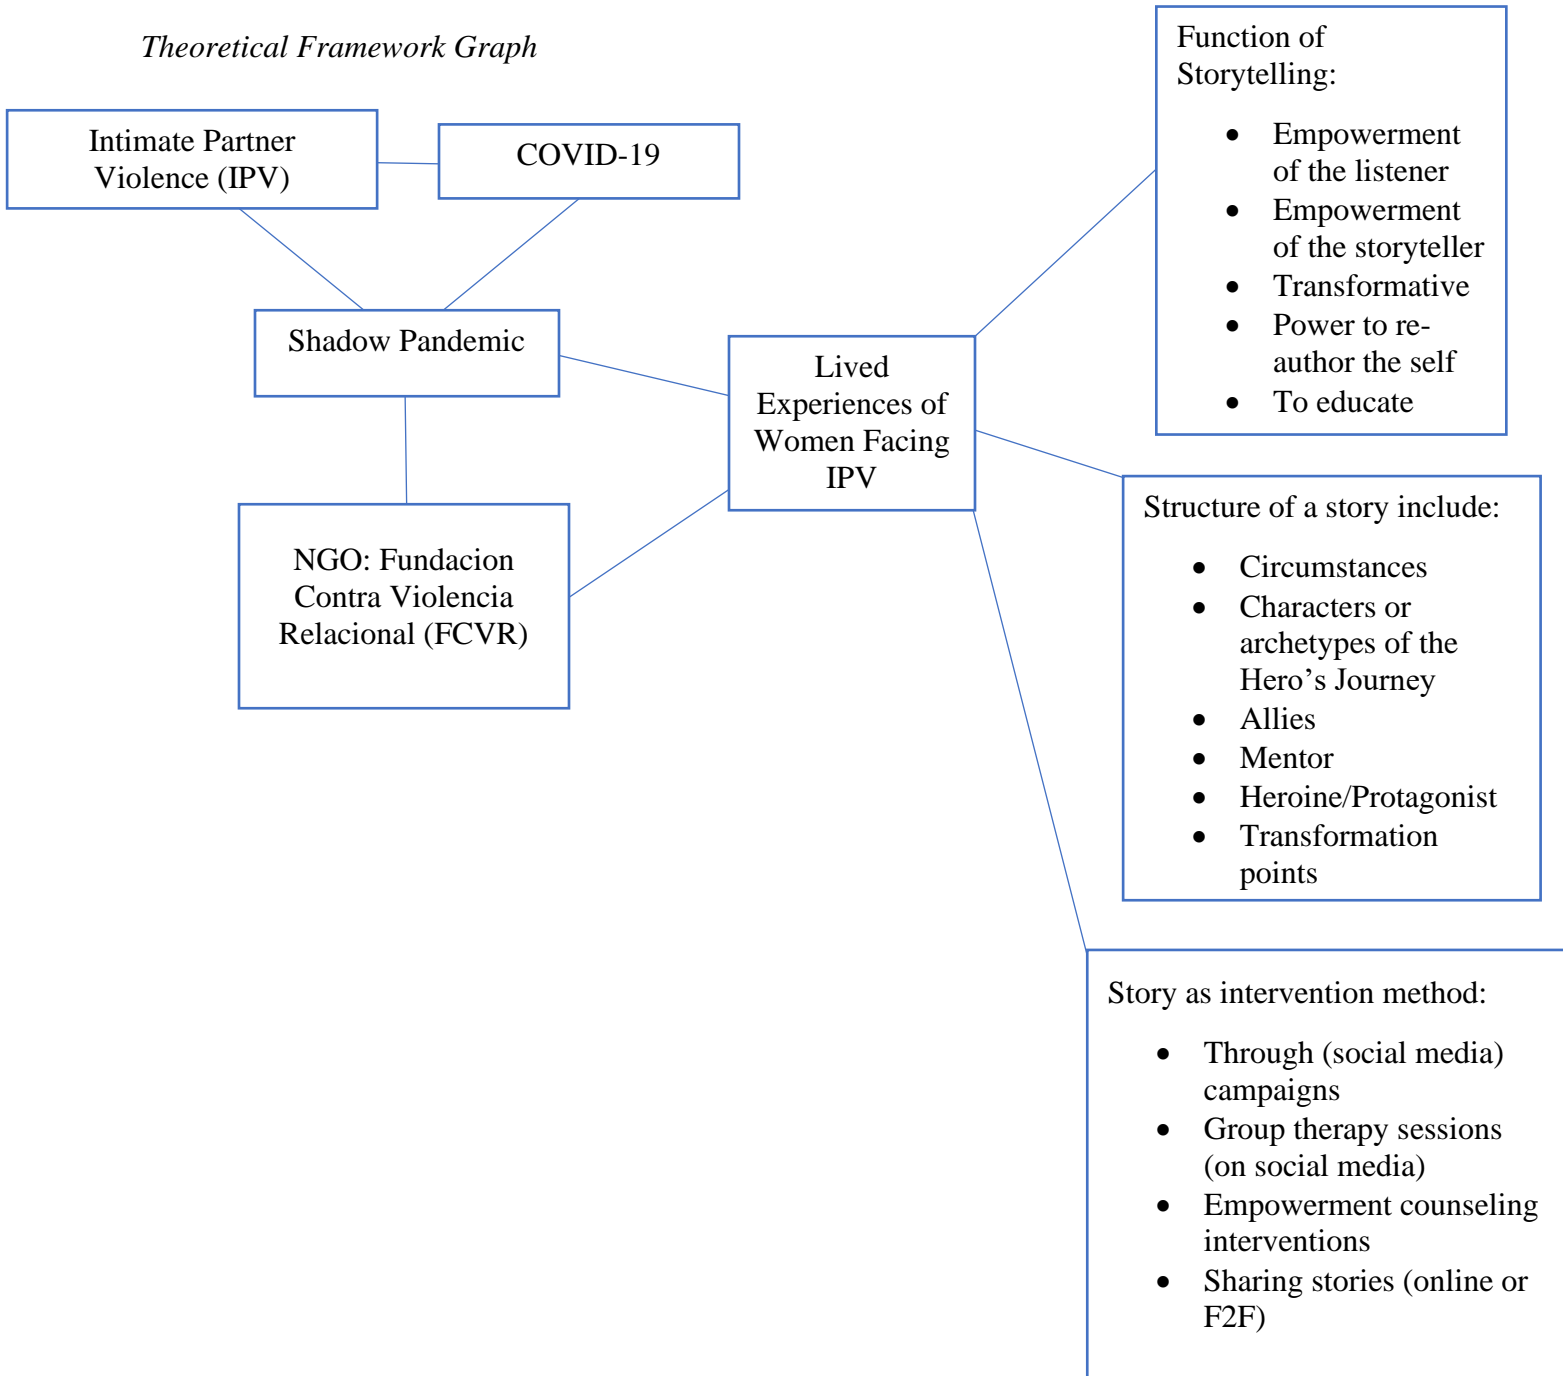 Theoretical Framework Graph
Intimate Partner
Violence (IPV)
COVID-19
Shadow Pandemic
NGO: Fundacion
Contra Violencia
Relacional (FCVR)
Lived
Experiences of
Women Facing
IPV
Function of
Storytelling:
• Empowerment
of the listener
• Empowerment
of the storyteller
• Transformative
• Power to re-
author the self
• To educate
Structure of a story include:
• Circumstances
• Characters or
archetypes of the
Hero’s Journey
• Allies
• Mentor
• Heroine/Protagonist
• Transformation
points
Story as intervention method:
• Through (social media)
campaigns
• Group therapy sessions
(on social media)
• Empowerment counseling
interventions
• Sharing stories (online or
F2F)